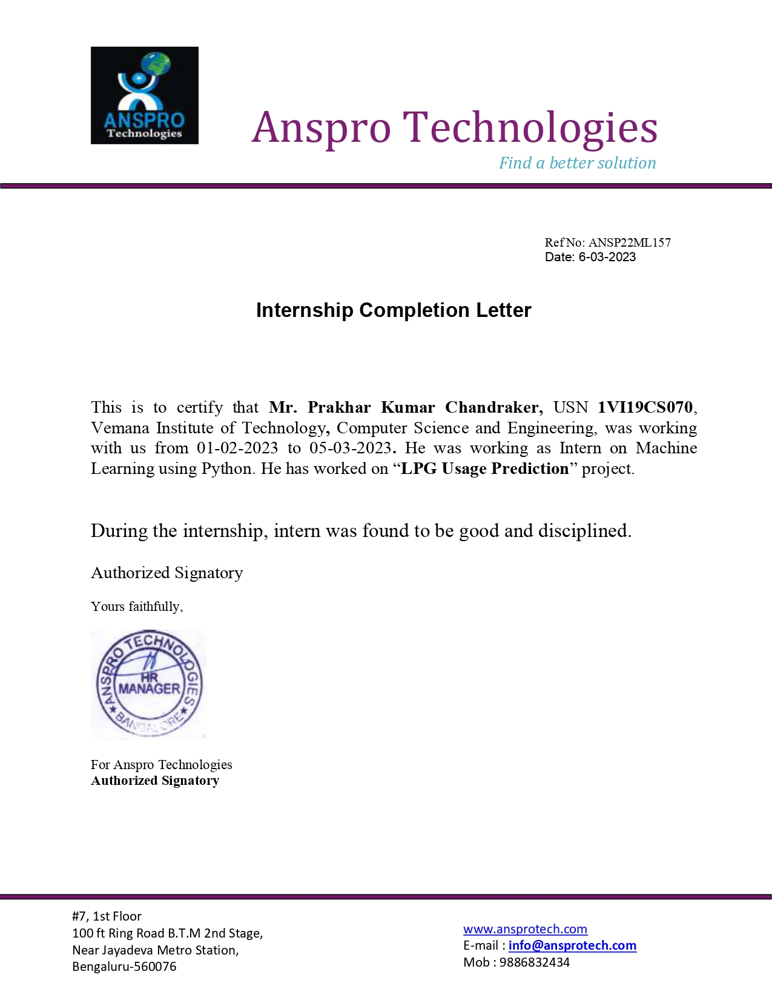 ANSPRO
Technologies
Anspro Technologies
Find a better solution
Ref No: ANSP22ML157
Date: 6-03-2023
Internship Completion Letter
This is to certify that Mr. Prakhar Kumar Chandraker, USN 1VI19CS070,
Vemana Institute of Technology, Computer Science and Engineering, was working
with us from 01-02-2023 to 05-03-2023. He was working as Intern on Machine
Learning using Python. He has worked on “LPG Usage Prediction” project.
During the internship, intern was found to be good and disciplined.
Authorized Signatory
Yours faithfully,
ANSPRO TECHNOLOGIES
HR
MANAGER
★ BANGALORE ★
For Anspro Technologies
Authorized Signatory
#7, 1st Floor
100 ft Ring Road B.T.M 2nd Stage,
Near Jayadeva Metro Station,
Bengaluru-560076
www.ansprotech.com
E-mail : info@ansprotech.com
Mob : 9886832434